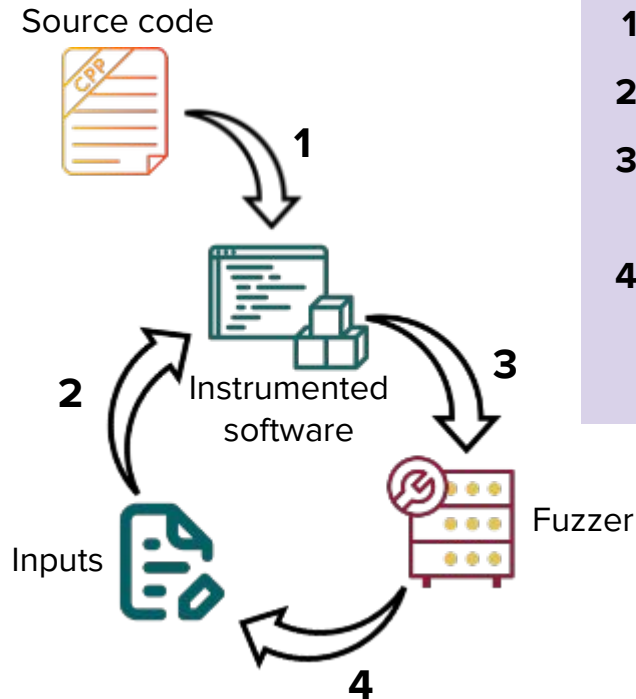 Source code
CPP
1
Instrumented
software
2
3
Inputs
Fuzzer
4
1
2
3
4